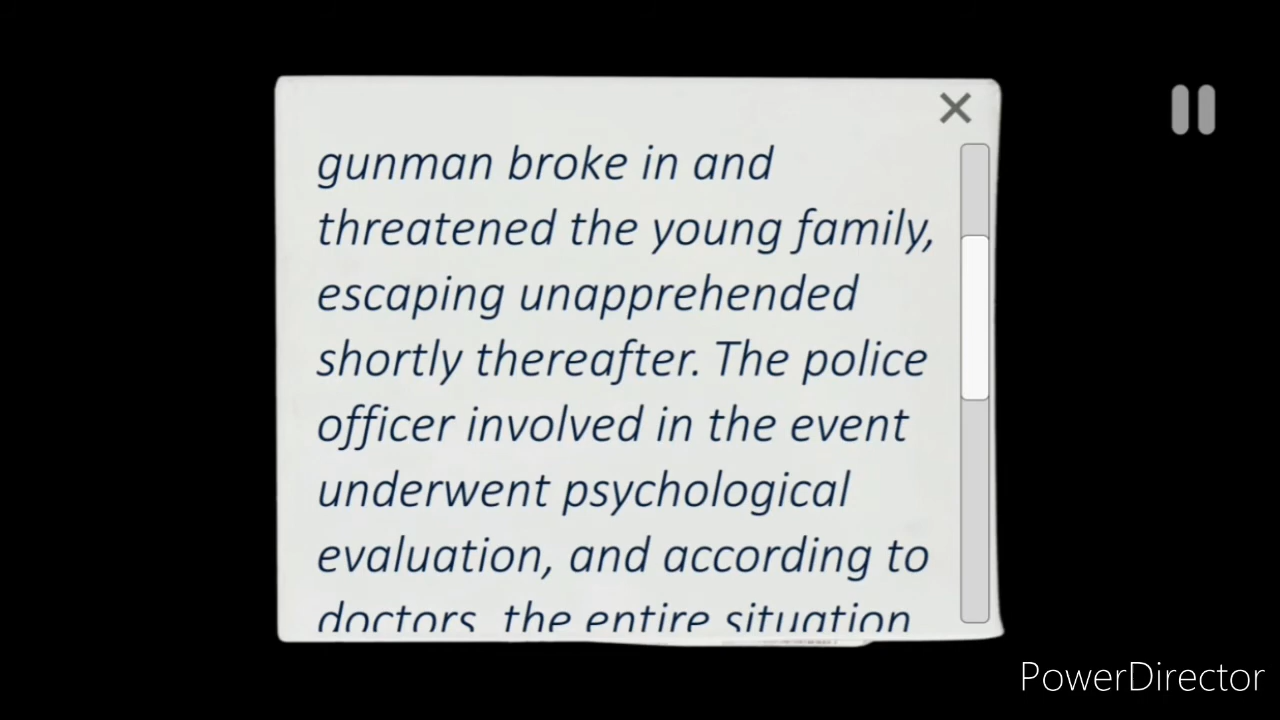 gunman broke in and
threatened the young family,
escaping unapprehended
shortly thereafter. The police
officer involved in the event
underwent psychological
evaluation, and according to
doctors, the entire situation
PowerDirector